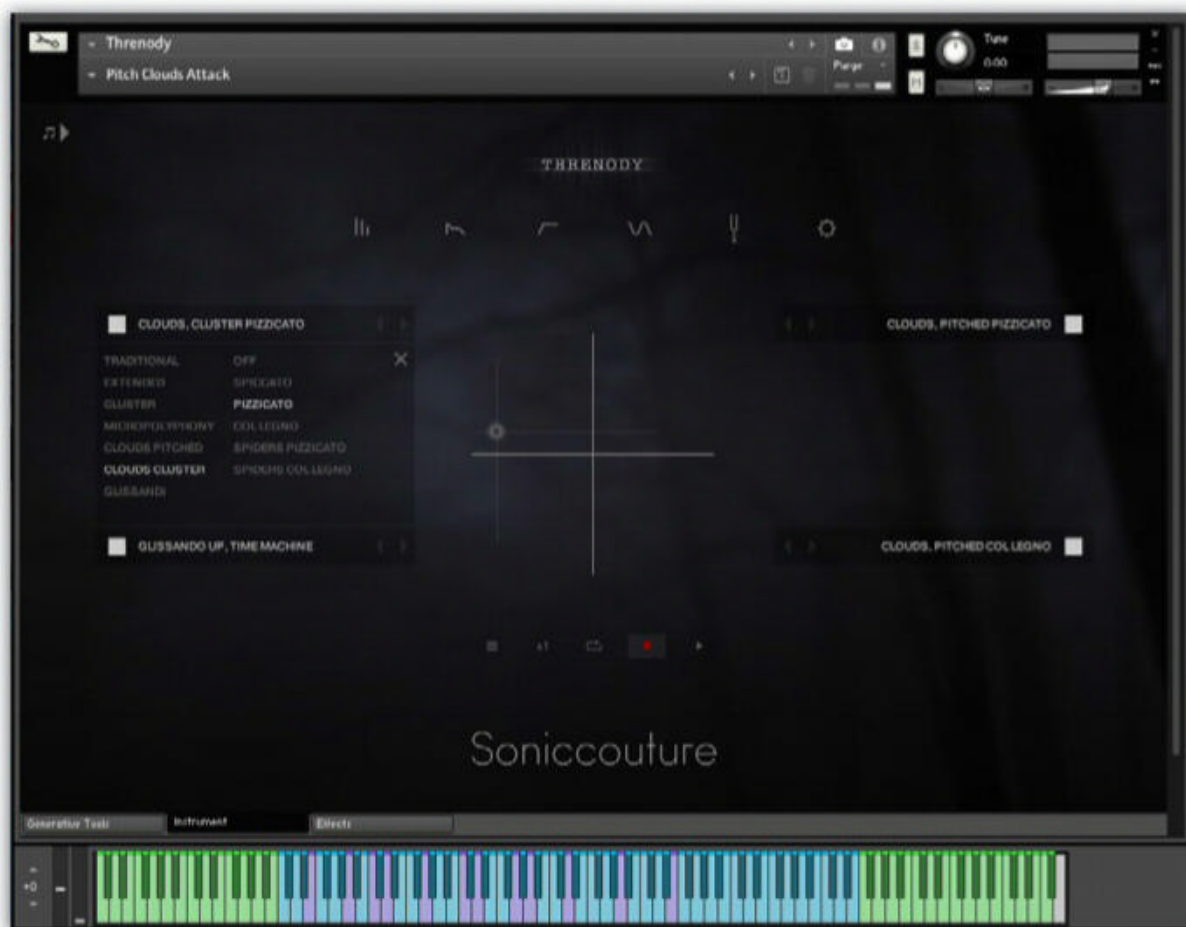 Threnody
Tune
Purge
0.00
Pitch Clouds Attack
THRENODY
CLOUDS, CLUSTER PIZZICATO
CLOUDS, PITCHED PIZZICATO
TRADITIONAL OFF
EXTENDED SPICCATO
CLUSTER PIZZICATO
MICROPOLYPHONY COL LEGNO
CLOUDS PITCHED SPIDERS PIZZICATO
CLOUDS CLUSTER SPIDERS COL LEGNO
GLISSANDI
GLISSANDO UP, TIME MACHINE
CLOUDS, PITCHED COL LEGNO
x1
Soniccouture
Generative Tools Instrument Effects
+0